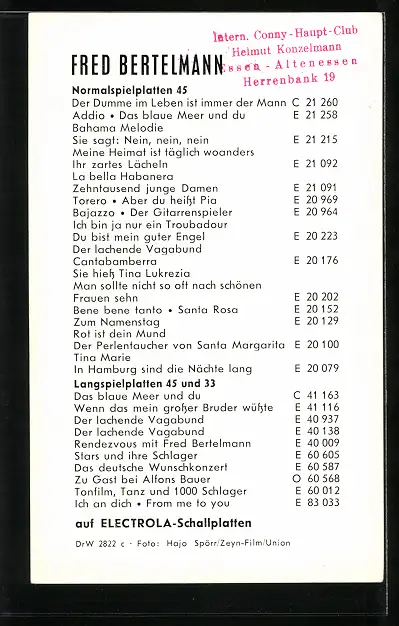 Intern. Conny-Haupt-Club
Helmut Konzelmann
Essen - Altenessen
Herrenbank 19
FRED BERTELMANN
Normalspielplatten 45
Der Dumme im Leben ist immer der Mann C 21 260
Addio • Das blaue Meer und du E 21 258
Bahama Melodie
Sie sagt: Nein, nein, nein E 21 215
Meine Heimat ist täglich woanders
Ihr zartes Lächeln E 21 092
La bella Habanera
Zehntausend junge Damen E 21 091
Torero • Aber du heißt Pia E 20 969
Bajazzo • Der Gitarrenspieler E 20 964
Ich bin ja nur ein Troubadour
Du bist mein guter Engel E 20 223
Der lachende Vagabund
Cantabamberra E 20 176
Sie hieß Tina Lukrezia
Man sollte nicht so oft nach schönen
Frauen sehn E 20 202
Bene bene tanto • Santa Rosa E 20 152
Zum Namenstag E 20 129
Rot ist dein Mund
Der Perlentaucher von Santa Margarita E 20 100
Tina Marie
In Hamburg sind die Nächte lang E 20 079
Langspielplatten 45 und 33
Das blaue Meer und du C 41 163
Wenn das mein großer Bruder wüßte E 41 116
Der lachende Vagabund E 40 937
Der lachende Vagabund E 40 138
Rendezvous mit Fred Bertelmann E 40 009
Stars und ihre Schlager E 60 605
Das deutsche Wunschkonzert E 60 587
Zu Gast bei Alfons Bauer O 60 568
Tonfilm, Tanz und 1000 Schlager E 60 012
Ich an dich • From me to you E 83 033
auf ELECTROLA-Schallplatten
DrW 2822 c · Foto: Hajo Spörr/Zeyn-Film/Union